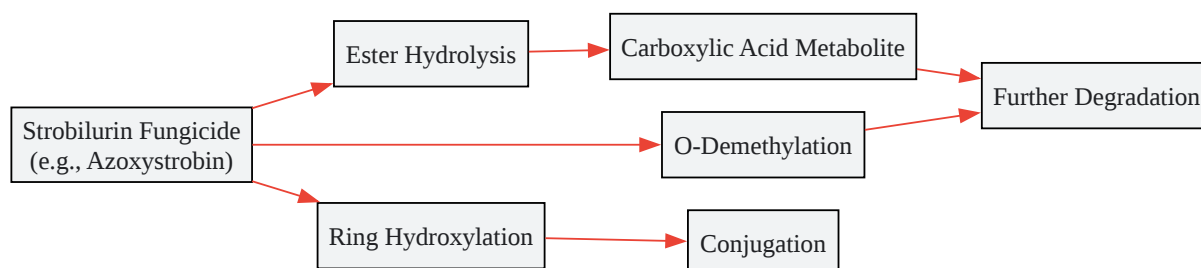 Ester Hydrolysis
Carboxylic Acid Metabolite
Further Degradation
Strobilurin Fungicide
(e.g., Azoxystrobin)
O-Demethylation
Ring Hydroxylation
Conjugation